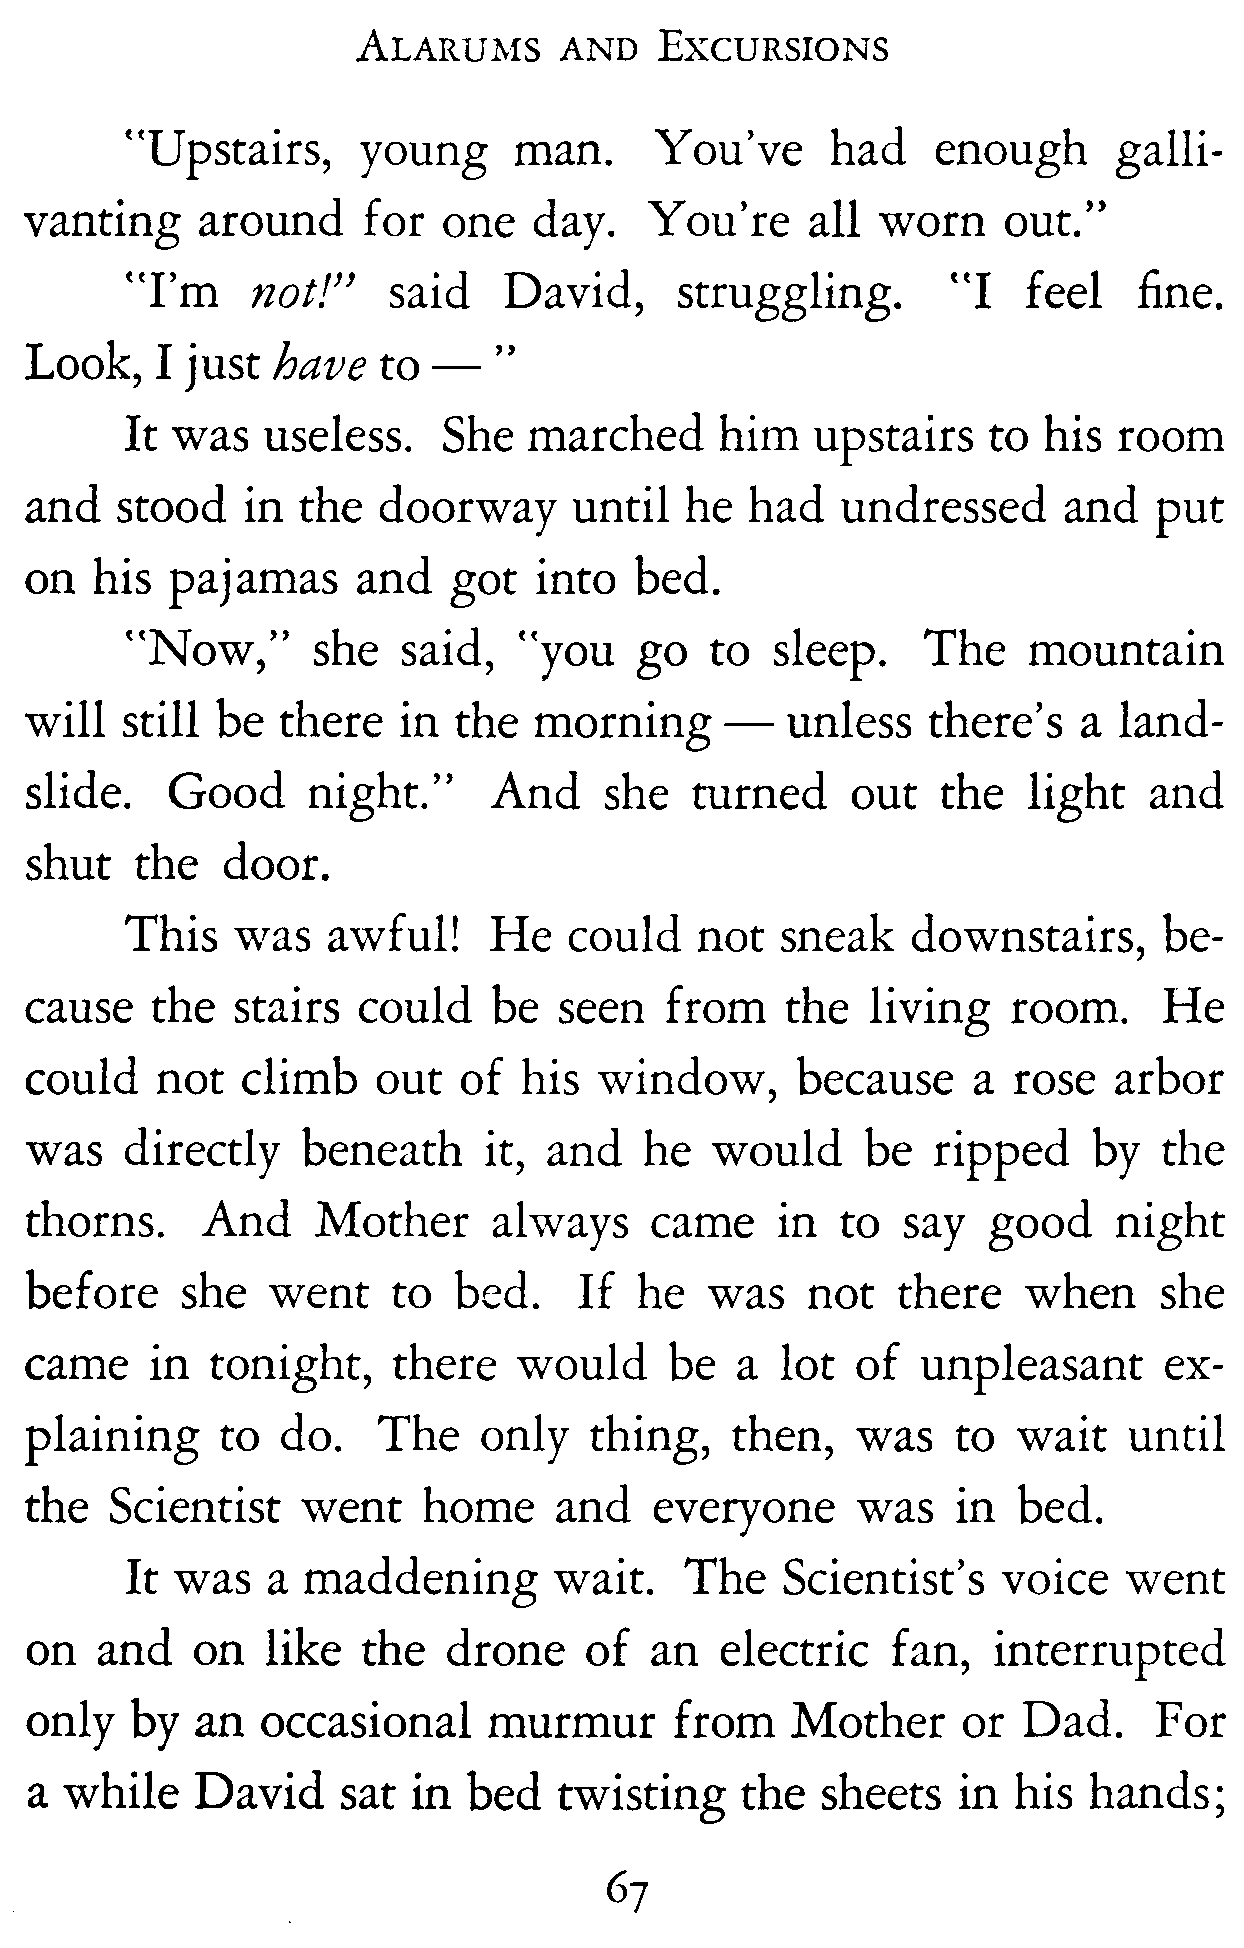 ALARUMS AND EXCURSIONS
"Upstairs, young man. You've had enough galli-
vanting around for one day. You're all worn out."
"I'm not!" said David, struggling. "I feel fine.
Look, I just have to — "
It was useless. She marched him upstairs to his room
and stood in the doorway until he had undressed and put
on his pajamas and got into bed.
"Now," she said, "you go to sleep. The mountain
will still be there in the morning — unless there's a land-
slide. Good night." And she turned out the light and
shut the door.
This was awful! He could not sneak downstairs, be-
cause the stairs could be seen from the living room. He
could not climb out of his window, because a rose arbor
was directly beneath it, and he would be ripped by the
thorns. And Mother always came in to say good night
before she went to bed. If he was not there when she
came in tonight, there would be a lot of unpleasant ex-
plaining to do. The only thing, then, was to wait until
the Scientist went home and everyone was in bed.
It was a maddening wait. The Scientist's voice went
on and on like the drone of an electric fan, interrupted
only by an occasional murmur from Mother or Dad. For
a while David sat in bed twisting the sheets in his hands;
67